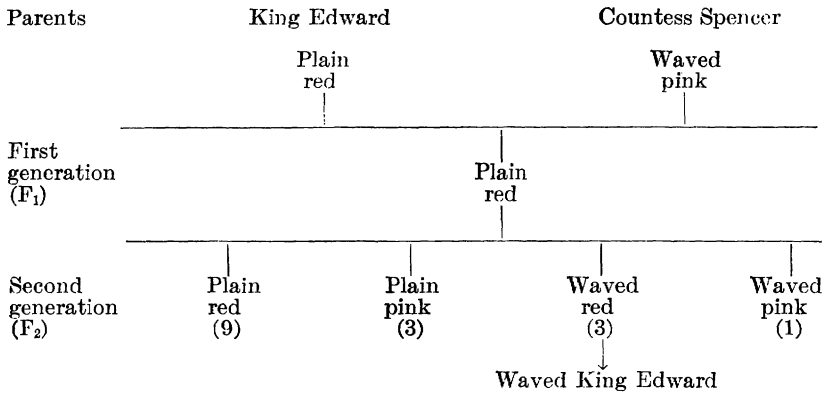 Parents King Edward Countess Spencer
Plain Waved
red pink
First
generation Plain
(F₁) red
Second Plain Plain Waved Waved
generation red pink red pink
(F₂) (9) (3) (3) (1)
Waved King Edward